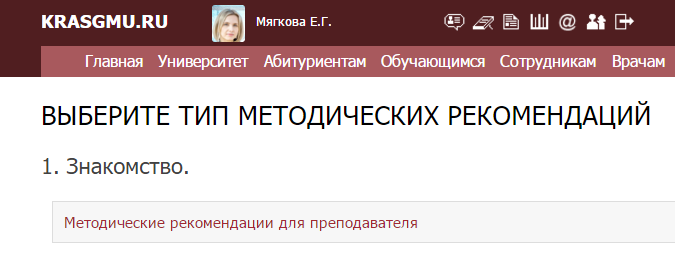 KRASGMU.RU Мягкова Е.Г.
Главная Университет Абитуриентам Обучающимся Сотрудникам Врачам
ВЫБЕРИТЕ ТИП МЕТОДИЧЕСКИХ РЕКОМЕНДАЦИЙ
1. Знакомство.
Методические рекомендации для преподавателя